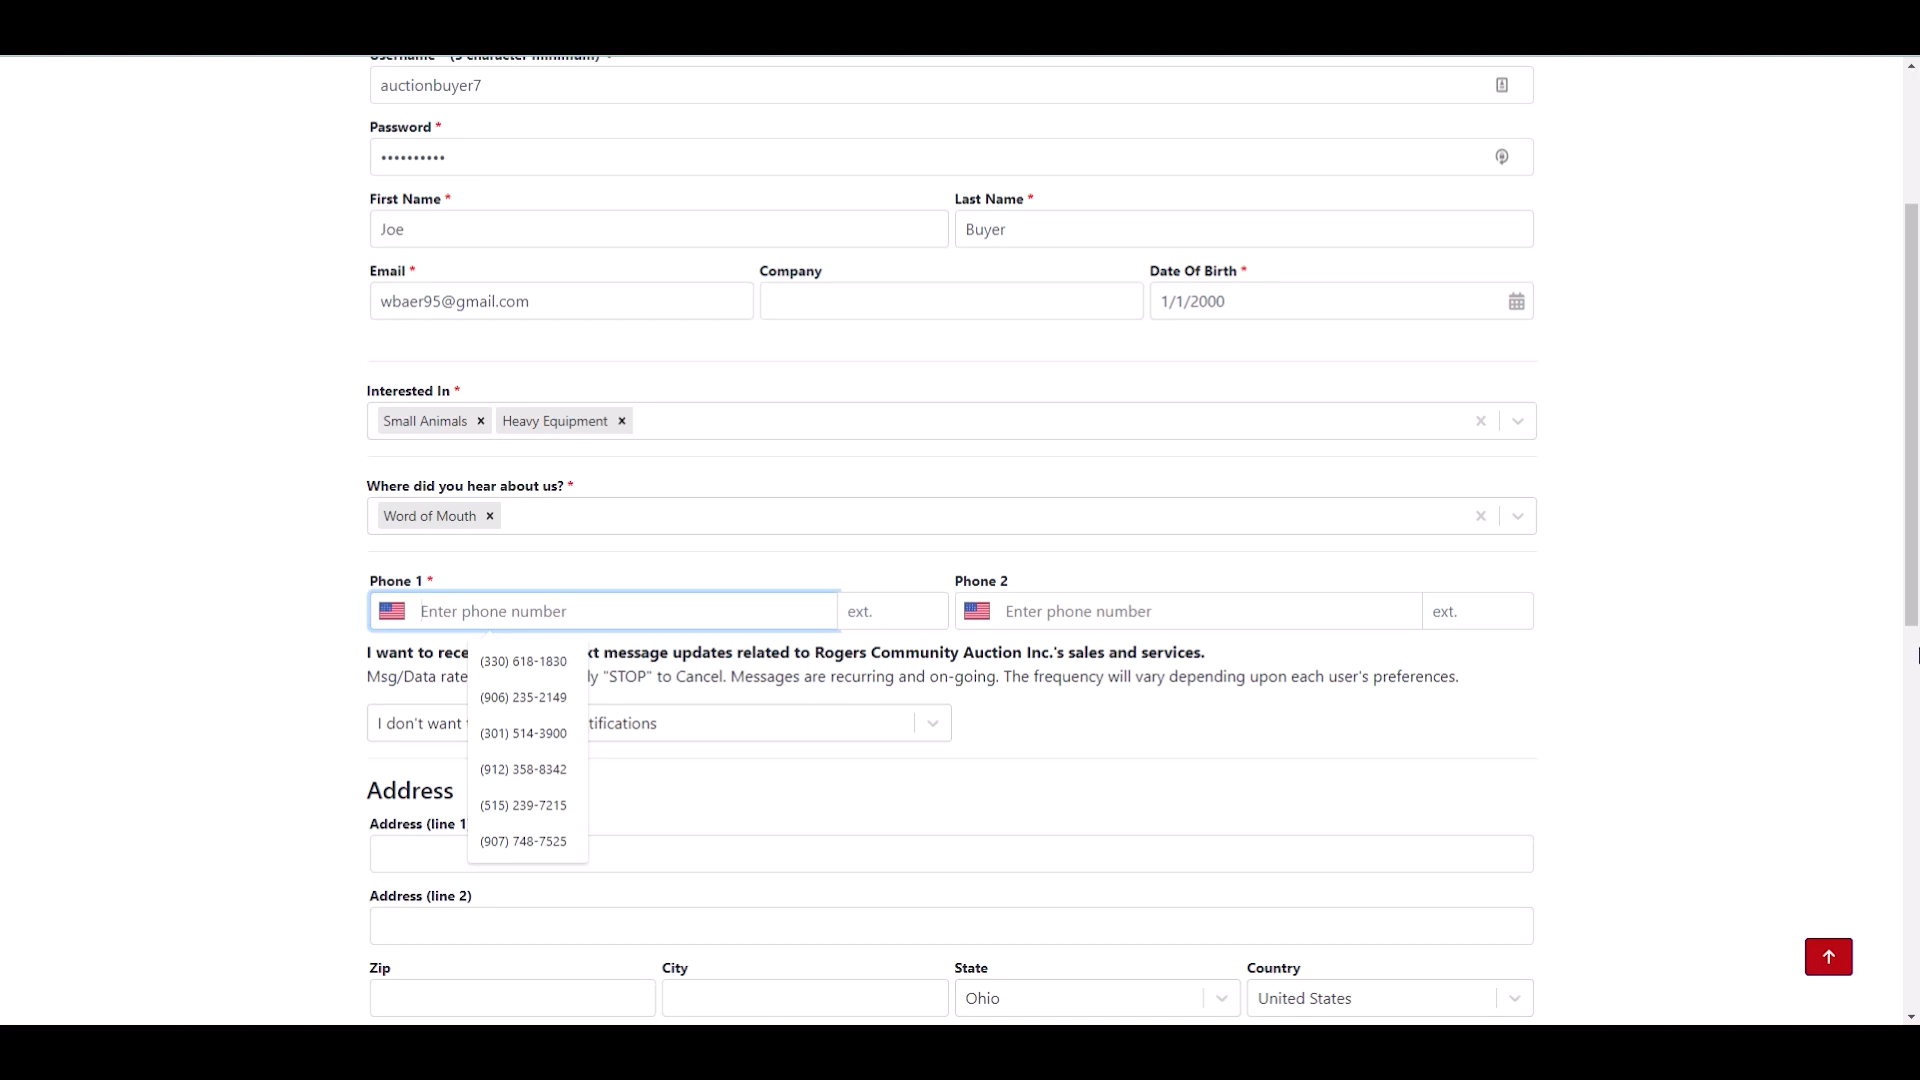 auctionbuyer7
Password *
••••••••••
First Name * Last Name *
Joe Buyer
Email * Company Date Of Birth *
wbaer95@gmail.com 1/1/2000
Interested In *
Small Animals × Heavy Equipment ×
Where did you hear about us? *
Word of Mouth ×
Phone 1 * Phone 2
Enter phone number ext. Enter phone number ext.
I want to rece xt message updates related to Rogers Community Auction Inc.'s sales and services.
(330) 618-1830
Msg/Data rate ly "STOP" to Cancel. Messages are recurring and on-going. The frequency will vary depending upon each user's preferences.
(906) 235-2149
I don't want tifications
(301) 514-3900
(912) 358-8342
Address
(515) 239-7215
Address (line 1
(907) 748-7525
Address (line 2)
Zip City State Country
Ohio United States